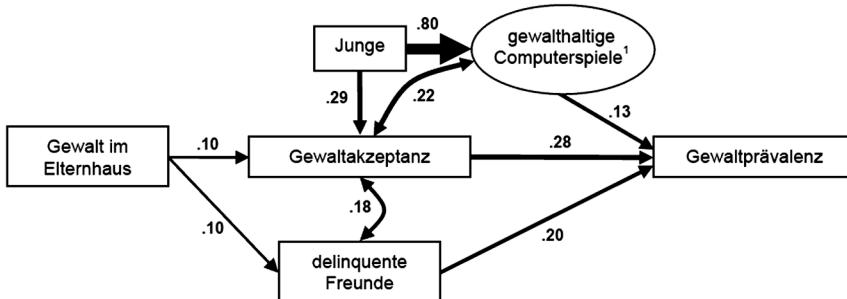 .80
Junge
gewalthaltige
Computerspiele¹
.29
.22
.13
Gewalt im
Elternhaus
.10
Gewaltakzeptanz
.28
Gewaltprävalenz
.18
.10
.20
delinquente
Freunde